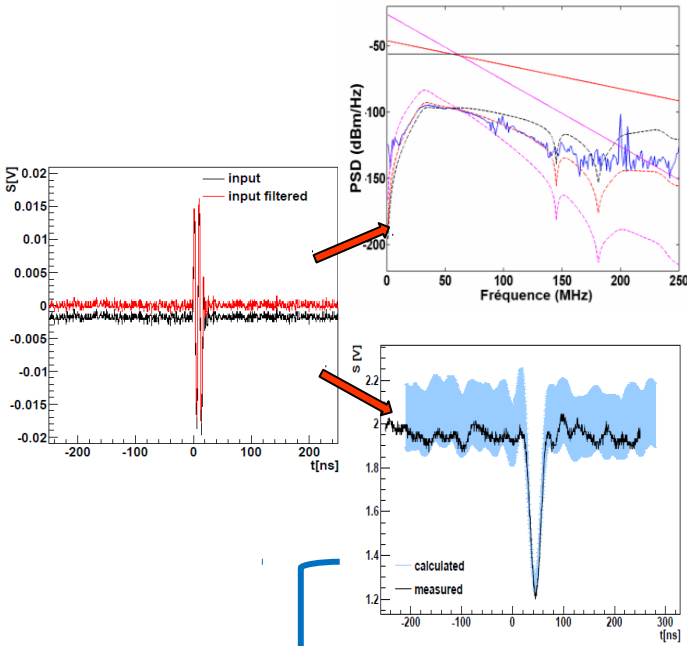 S[V]
0.02
0.015
0.01
0.005
0
-0.005
-0.01
-0.015
-0.02
input
input filtered
-200 -100 0 100 200
t[ns]
PSD (dBm/Hz)
-50
-100
-150
-200
0 50 100 150 200 250
Fréquence (MHz)
S [V]
2.2
2
1.8
1.6
1.4
1.2
calculated
measured
-200 -100 0 100 200 300
t[ns]